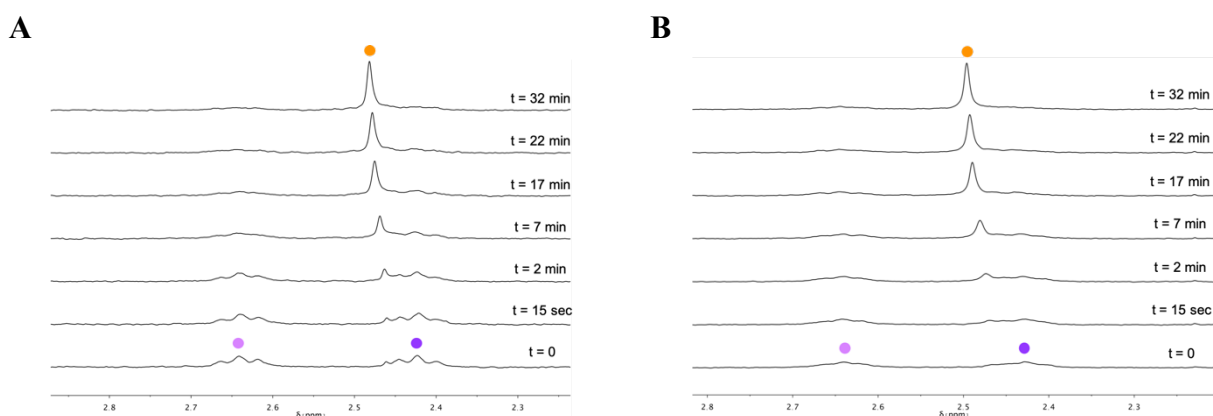 A
t = 32 min
t = 22 min
t = 17 min
t = 7 min
t = 2 min
t = 15 sec
t = 0
2.8 2.7 2.6 2.5 2.4 2.3
B
t = 32 min
t = 22 min
t = 17 min
t = 7 min
t = 2 min
t = 15 sec
t = 0
2.8 2.7 2.6 2.5 2.4 2.3